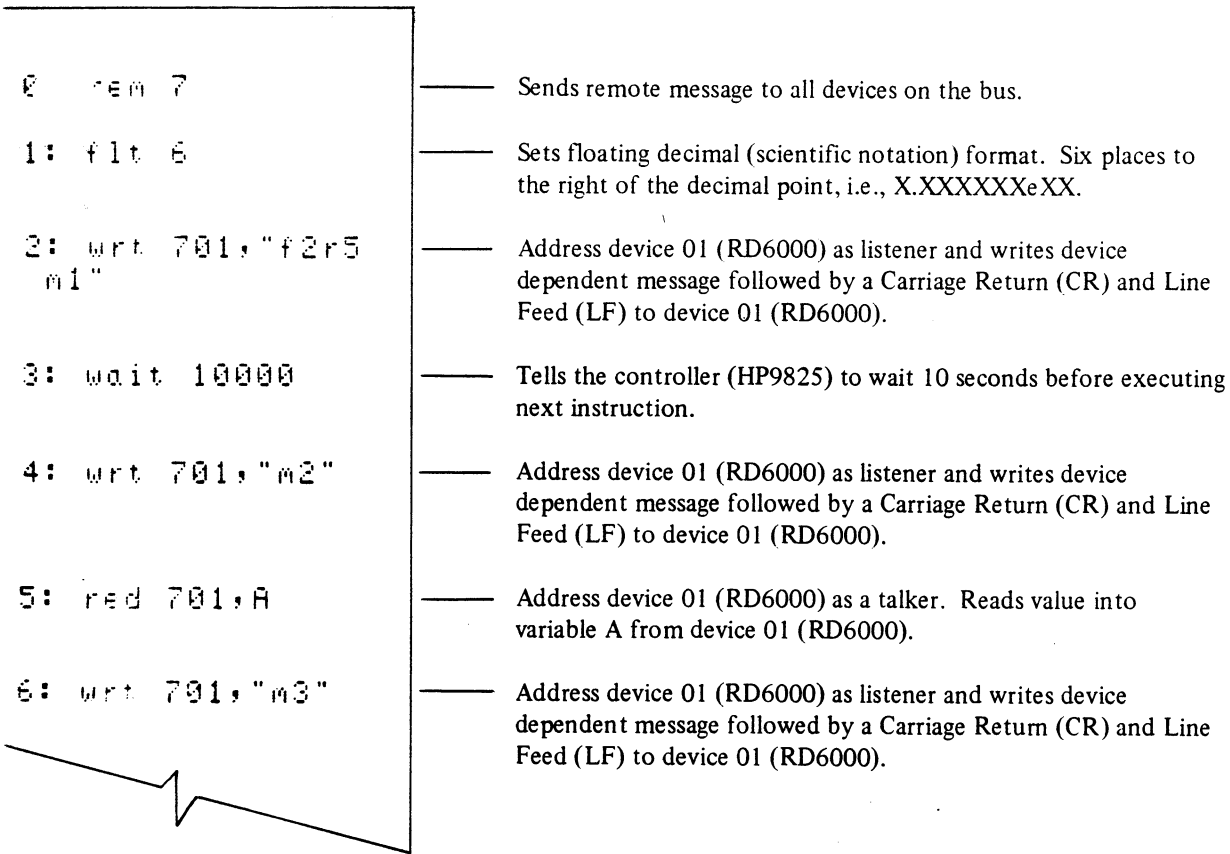 0 rem 7
Sends remote message to all devices on the bus.
1: flt 6
Sets floating decimal (scientific notation) format. Six places to
the right of the decimal point, i.e., X.XXXXXXeXX.
2: wrt 701,"f2r5
m1"
Address device 01 (RD6000) as listener and writes device
dependent message followed by a Carriage Return (CR) and Line
Feed (LF) to device 01 (RD6000).
3: wait 10000
Tells the controller (HP9825) to wait 10 seconds before executing
next instruction.
4: wrt 701,"m2"
Address device 01 (RD6000) as listener and writes device
dependent message followed by a Carriage Return (CR) and Line
Feed (LF) to device 01 (RD6000).
5: red 701,A
Address device 01 (RD6000) as a talker. Reads value into
variable A from device 01 (RD6000).
6: wrt 701,"m3"
Address device 01 (RD6000) as listener and writes device
dependent message followed by a Carriage Return (CR) and Line
Feed (LF) to device 01 (RD6000).